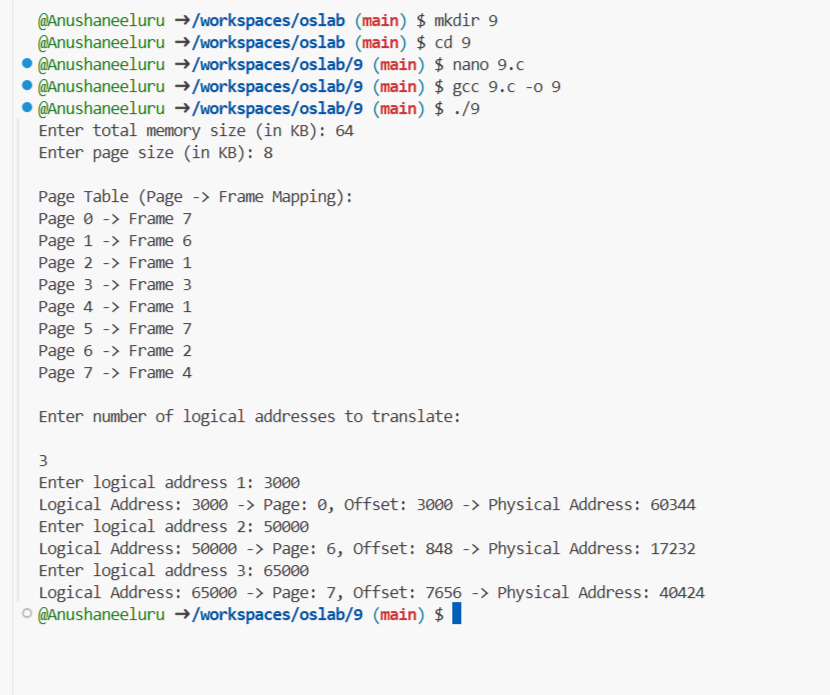 @Anushaneeluru ➜/workspaces/oslab (main) $ mkdir 9
@Anushaneeluru ➜/workspaces/oslab (main) $ cd 9
@Anushaneeluru ➜/workspaces/oslab/9 (main) $ nano 9.c
@Anushaneeluru ➜/workspaces/oslab/9 (main) $ gcc 9.c -o 9
@Anushaneeluru ➜/workspaces/oslab/9 (main) $ ./9
Enter total memory size (in KB): 64
Enter page size (in KB): 8
Page Table (Page -> Frame Mapping):
Page 0 -> Frame 7
Page 1 -> Frame 6
Page 2 -> Frame 1
Page 3 -> Frame 3
Page 4 -> Frame 1
Page 5 -> Frame 7
Page 6 -> Frame 2
Page 7 -> Frame 4
Enter number of logical addresses to translate:
3
Enter logical address 1: 3000
Logical Address: 3000 -> Page: 0, Offset: 3000 -> Physical Address: 60344
Enter logical address 2: 50000
Logical Address: 50000 -> Page: 6, Offset: 848 -> Physical Address: 17232
Enter logical address 3: 65000
Logical Address: 65000 -> Page: 7, Offset: 7656 -> Physical Address: 40424
@Anushaneeluru ➜/workspaces/oslab/9 (main) $